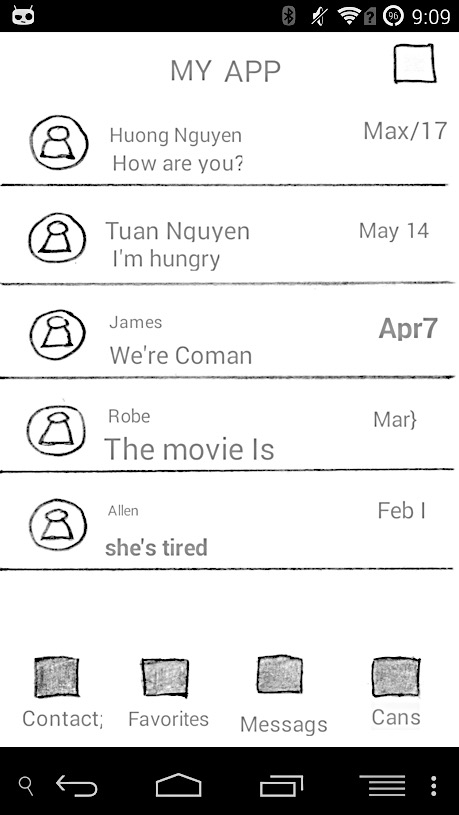 96 9:09
MY APP
Huong Nguyen
Max/17
How are you?
Tuan Nguyen
May 14
I'm hungry
James
Apr7
We're Coman
Robe
Mar}
The movie Is
Allen
Feb I
she's tired
Contact; Favorites Messags Cans